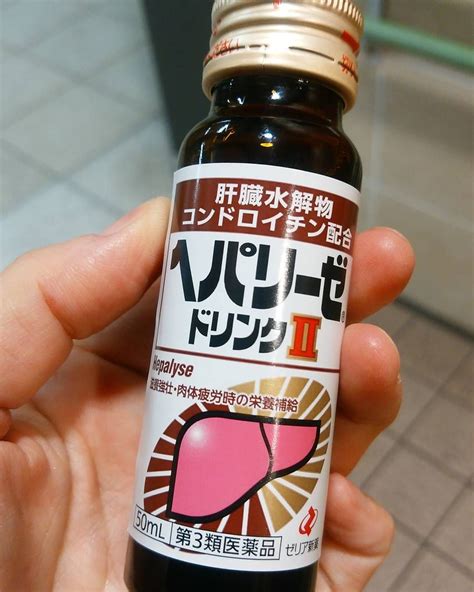 肝臓水解物
コンドロイチン配合
ヘパリーゼ®
ドリンクII
Hepalyse
滋養強壮・肉体疲労時の栄養補給
50mL 第3類医薬品
ゼリア新薬